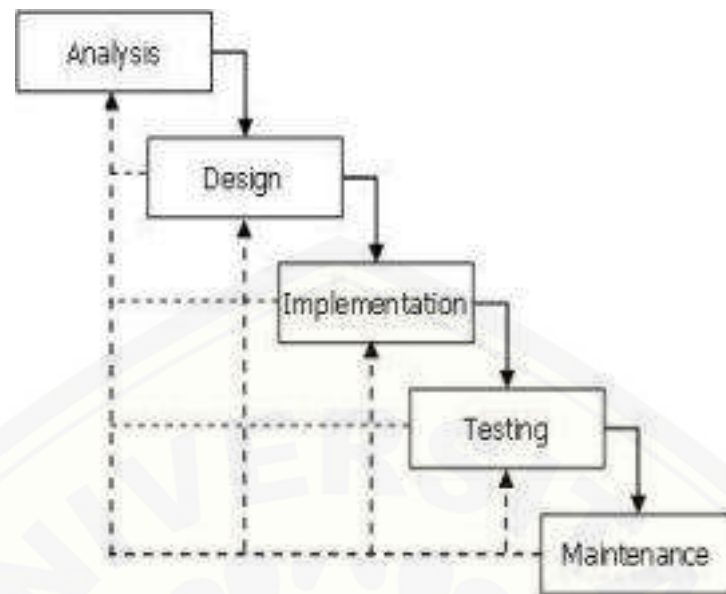 Analysis
Design
Implementation
Testing
Maintenance